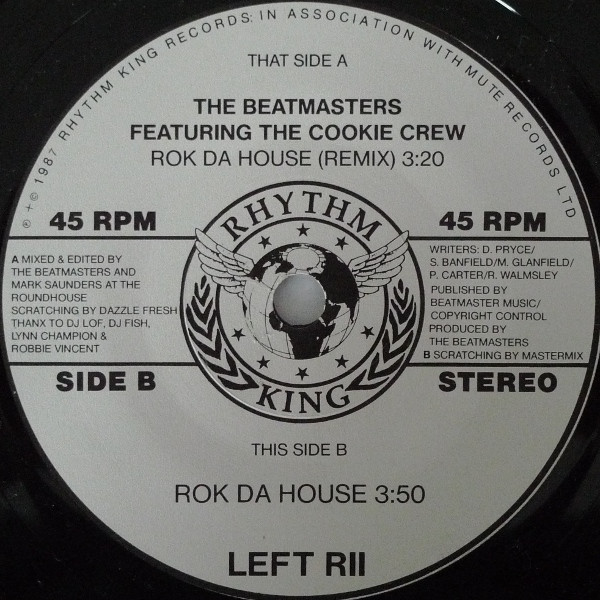 ℗ + © 1987 RHYTHM KING RECORDS: IN ASSOCIATION WITH MUTE RECORDS LTD
THAT SIDE A
THE BEATMASTERS
FEATURING THE COOKIE CREW
ROK DA HOUSE (REMIX) 3:20
45 RPM
45 RPM
RHYTHM
KING
A MIXED & EDITED BY
THE BEATMASTERS AND
MARK SAUNDERS AT THE
ROUNDHOUSE
SCRATCHING BY DAZZLE FRESH
THANX TO DJ LOF, DJ FISH,
LYNN CHAMPION &
ROBBIE VINCENT
WRITERS: D. PRYCE/
S. BANFIELD/M. GLANFIELD/
P. CARTER/R. WALMSLEY
PUBLISHED BY
BEATMASTER MUSIC/
COPYRIGHT CONTROL
PRODUCED BY
THE BEATMASTERS
B SCRATCHING BY MASTERMIX
SIDE B
STEREO
THIS SIDE B
ROK DA HOUSE 3:50
LEFT RII